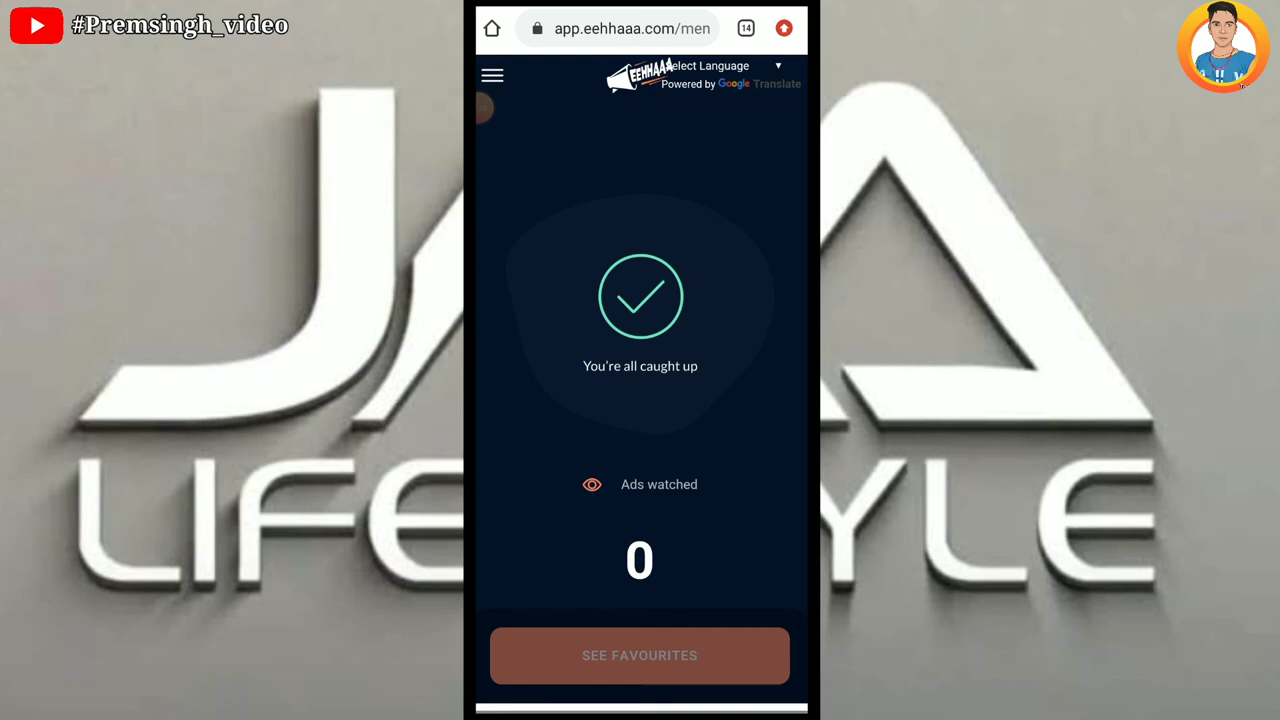 #Premsingh_video
app.eehhaaa.com/men
14
EEHHAAA
elect Language
Powered by Google Translate
You're all caught up
Ads watched
0
SEE FAVOURITES
LIFE YLE